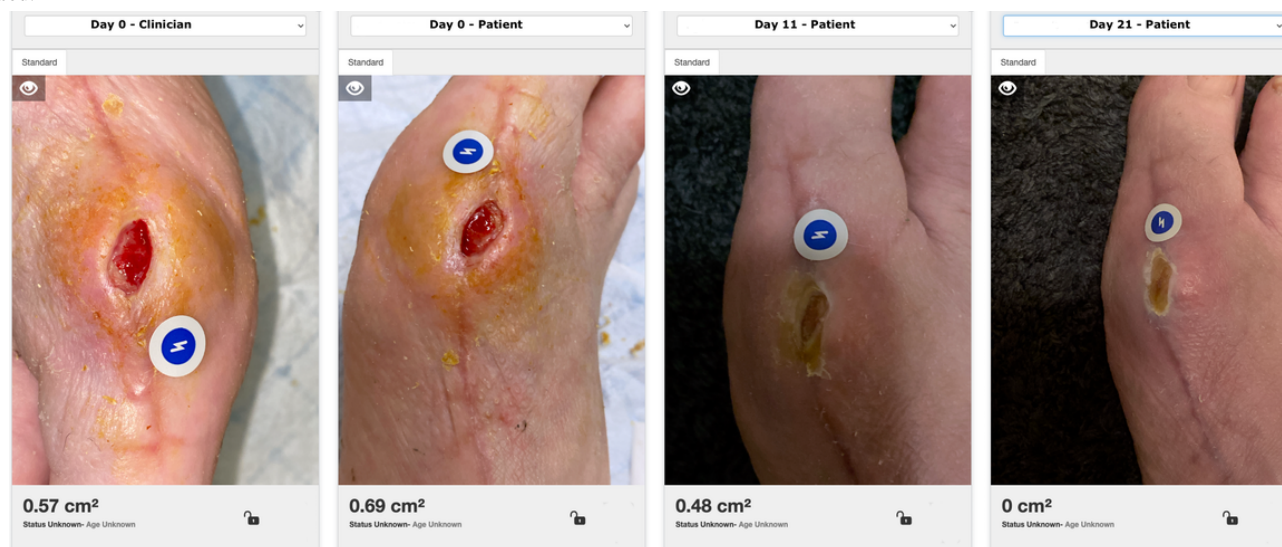 Day 0 - Clinician
Day 0 - Patient
Day 11 - Patient
Day 21 - Patient
Standard
Standard
Standard
Standard
0.57 cm²
Status Unknown- Age Unknown
0.69 cm²
Status Unknown- Age Unknown
0.48 cm²
Status Unknown- Age Unknown
0 cm²
Status Unknown- Age Unknown